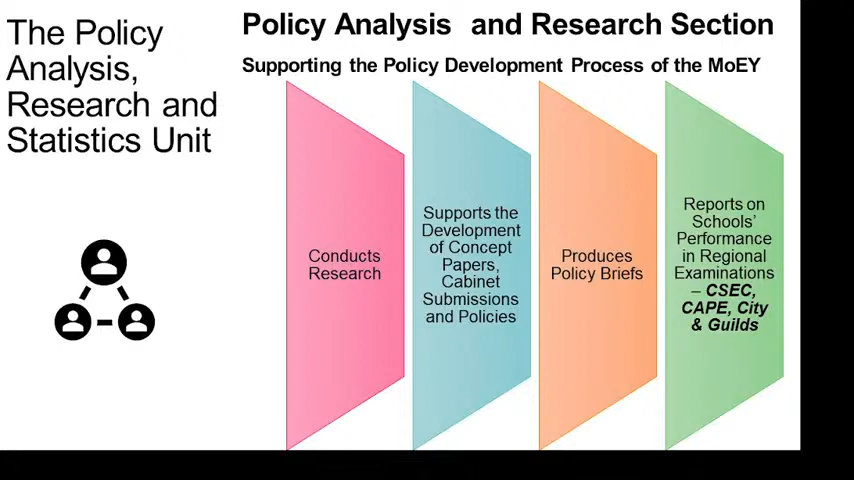 The Policy
Analysis,
Research and
Statistics Unit
Policy Analysis and Research Section
Supporting the Policy Development Process of the MoEY
Conducts
Research
Supports the
Development
of Concept
Papers,
Cabinet
Submissions
and Policies
Produces
Policy Briefs
Reports on
Schools'
Performance
in Regional
Examinations
– CSEC,
CAPE, City
& Guilds